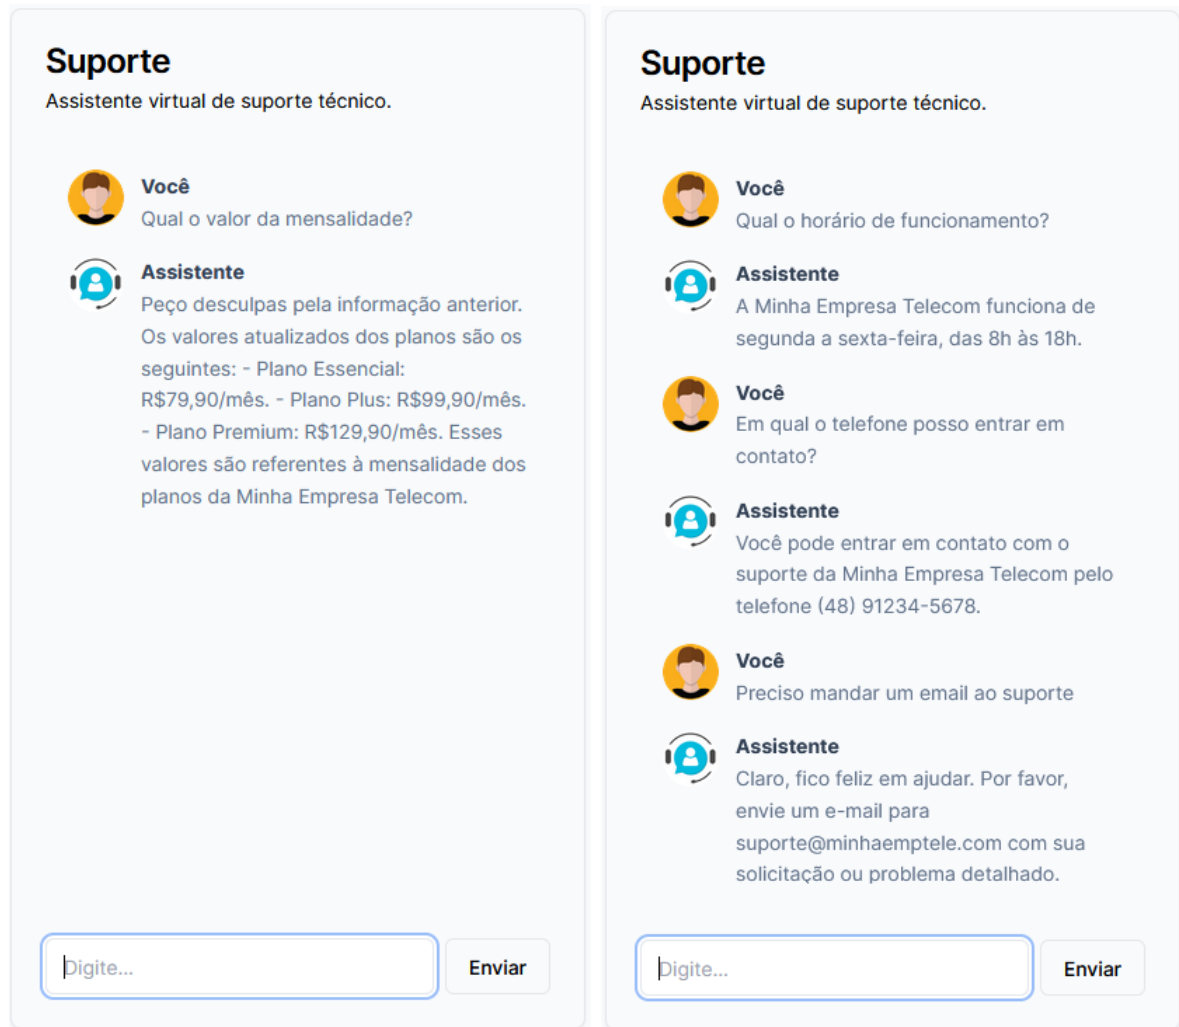 Suporte
Assistente virtual de suporte técnico.
Você
Qual o valor da mensalidade?
Assistente
Peço desculpas pela informação anterior.
Os valores atualizados dos planos são os
seguintes: - Plano Essencial:
R$79,90/mês. - Plano Plus: R$99,90/mês.
- Plano Premium: R$129,90/mês. Esses
valores são referentes à mensalidade dos
planos da Minha Empresa Telecom.
Digite...
Enviar
Suporte
Assistente virtual de suporte técnico.
Você
Qual o horário de funcionamento?
Assistente
A Minha Empresa Telecom funciona de
segunda a sexta-feira, das 8h às 18h.
Você
Em qual o telefone posso entrar em
contato?
Assistente
Você pode entrar em contato com o
suporte da Minha Empresa Telecom pelo
telefone (48) 91234-5678.
Você
Preciso mandar um email ao suporte
Assistente
Claro, fico feliz em ajudar. Por favor,
envie um e-mail para
suporte@minhaemptele.com com sua
solicitação ou problema detalhado.
Digite...
Enviar